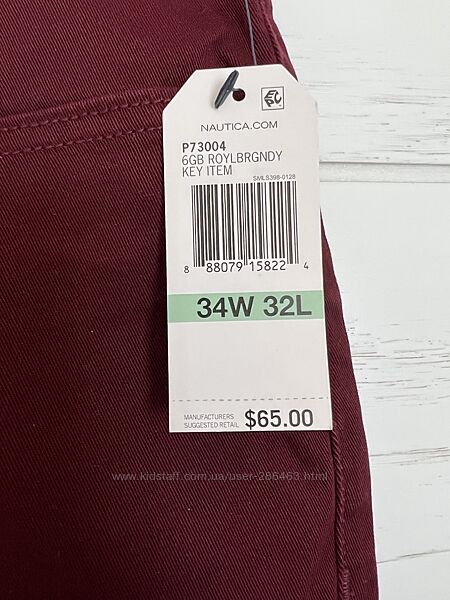 NAUTICA.COM
P73004
6GB ROYLBRGNDY
KEY ITEM
SMLS398-0128
8 88079 15822 4
34W 32L
MANUFACTURERS
SUGGESTED RETAIL $65.00
www.kidstaff.com.ua/user-286463.html